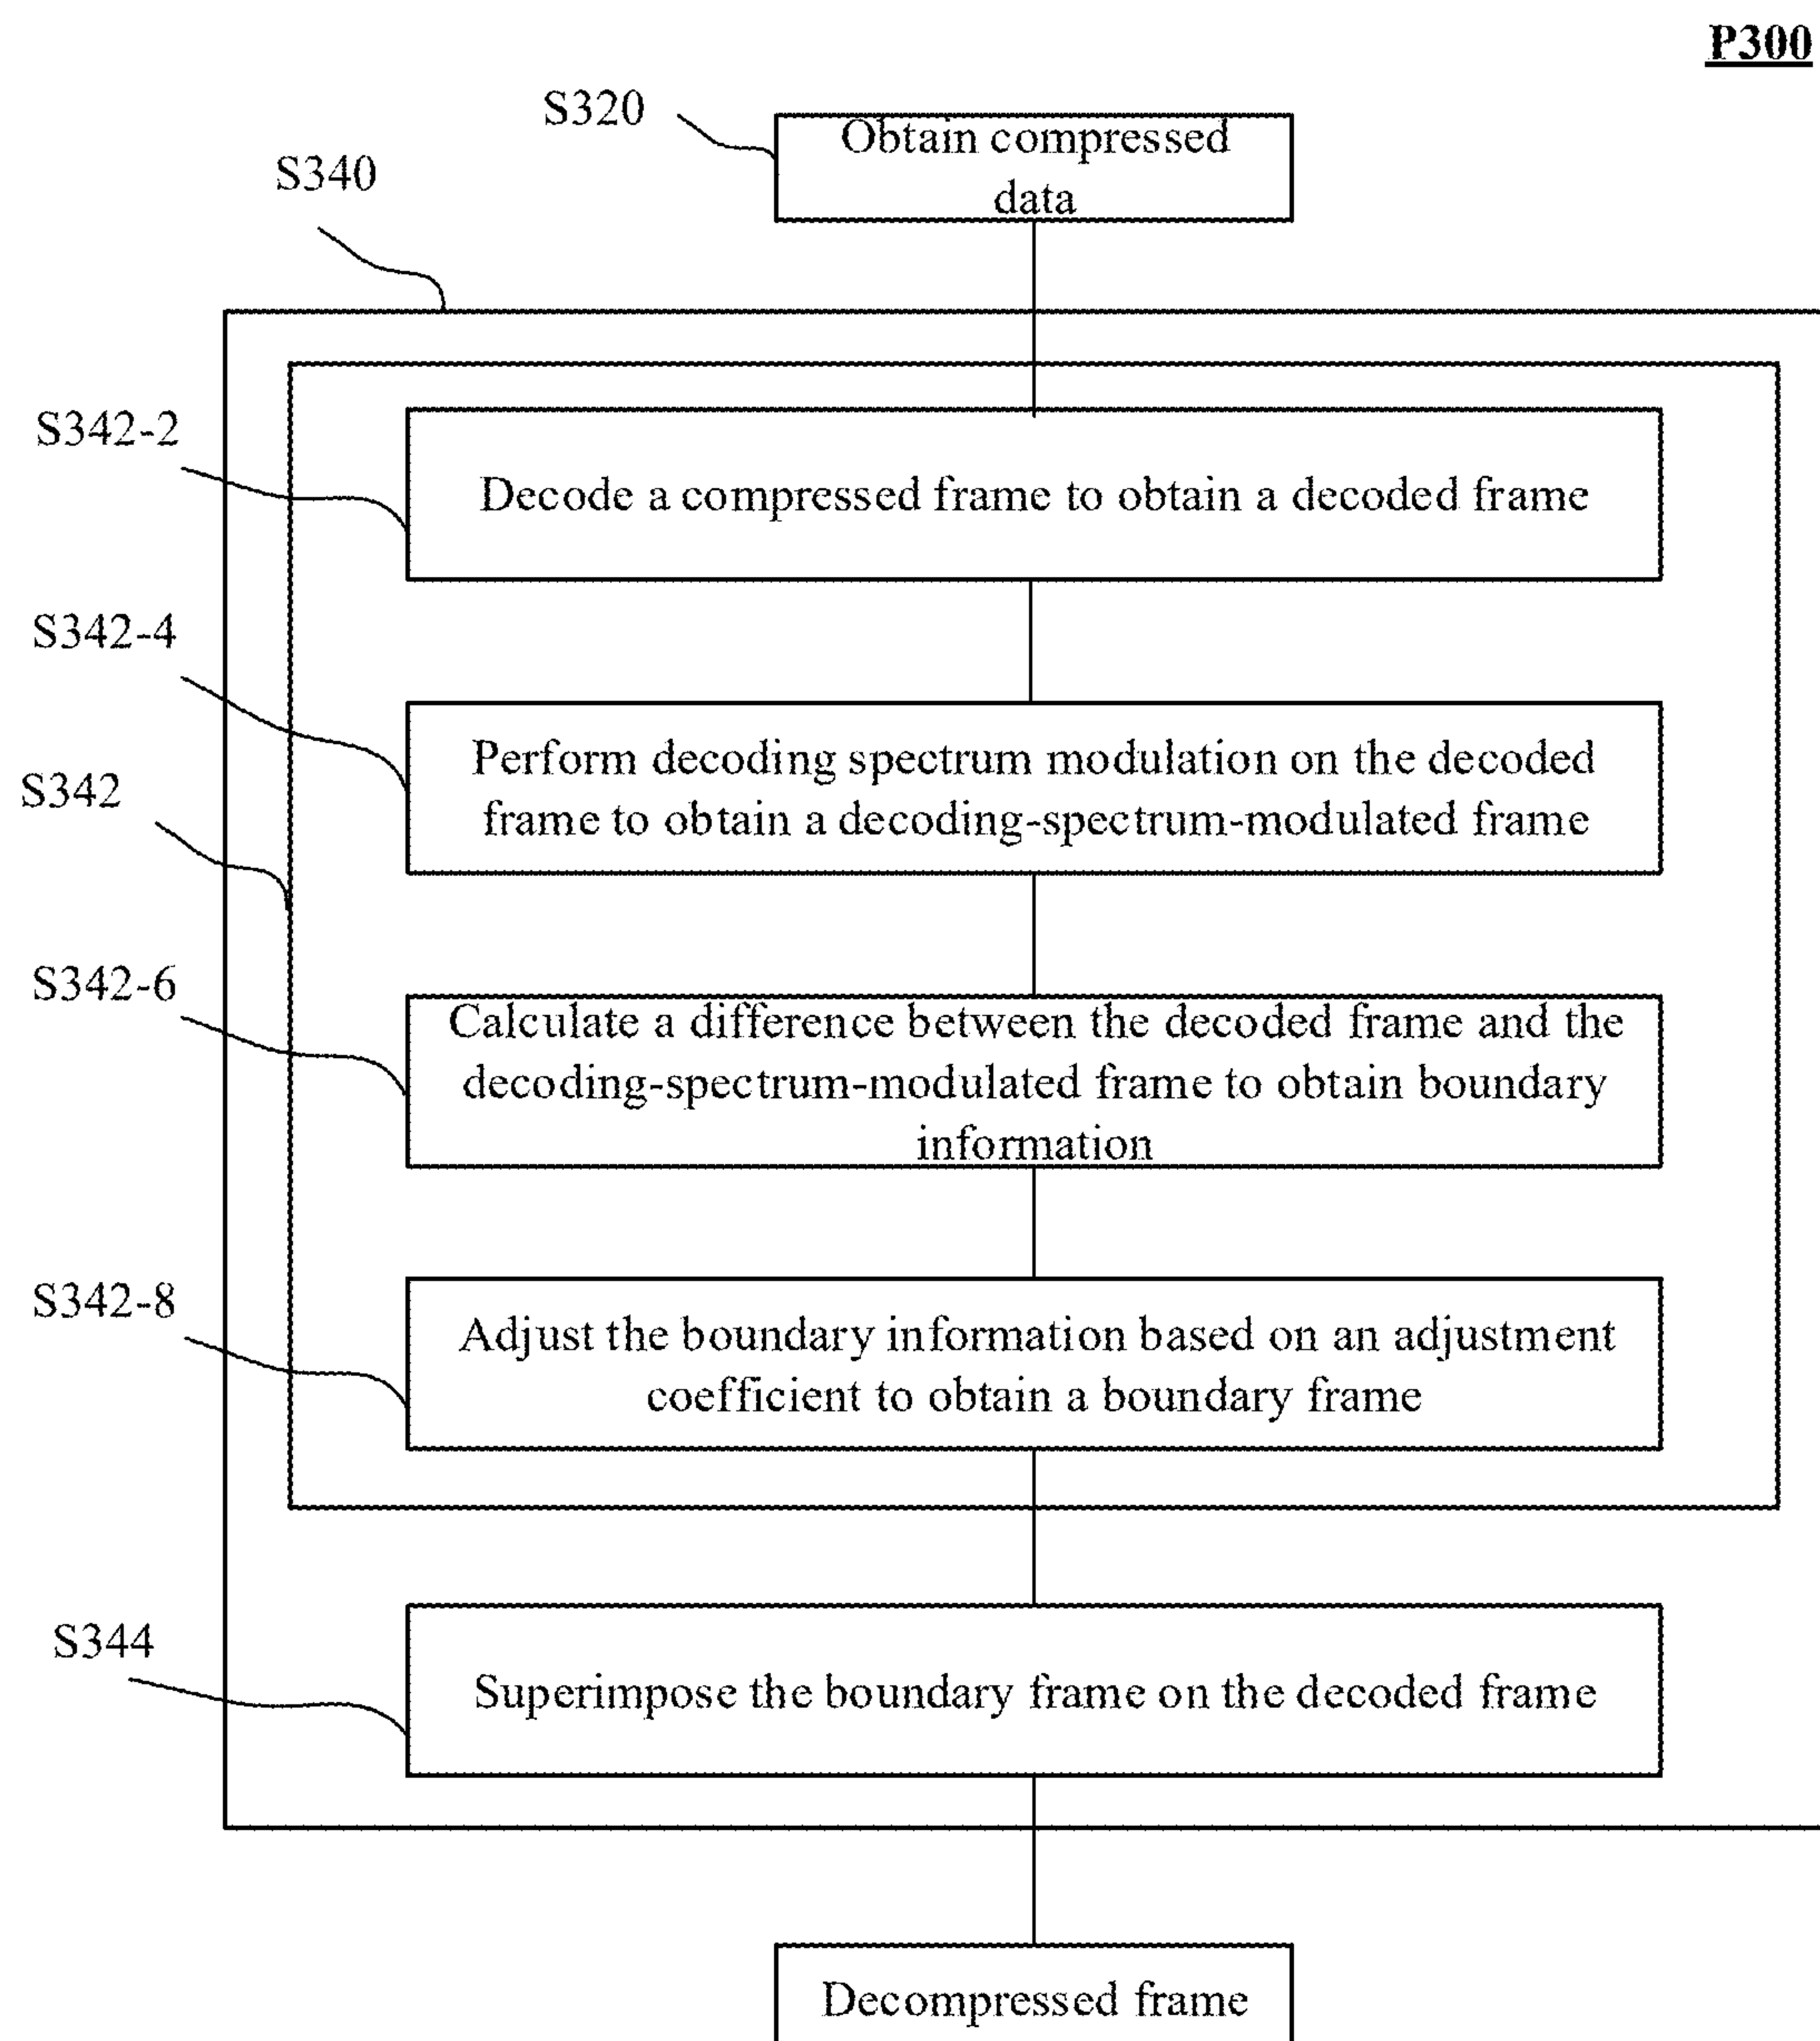 P300
S320
Obtain compressed
data
S340
S342-2
Decode a compressed frame to obtain a decoded frame
S342-4
Perform decoding spectrum modulation on the decoded
frame to obtain a decoding-spectrum-modulated frame
S342
S342-6
Calculate a difference between the decoded frame and the
decoding-spectrum-modulated frame to obtain boundary
information
S342-8
Adjust the boundary information based on an adjustment
coefficient to obtain a boundary frame
S344
Superimpose the boundary frame on the decoded frame
Decompressed frame